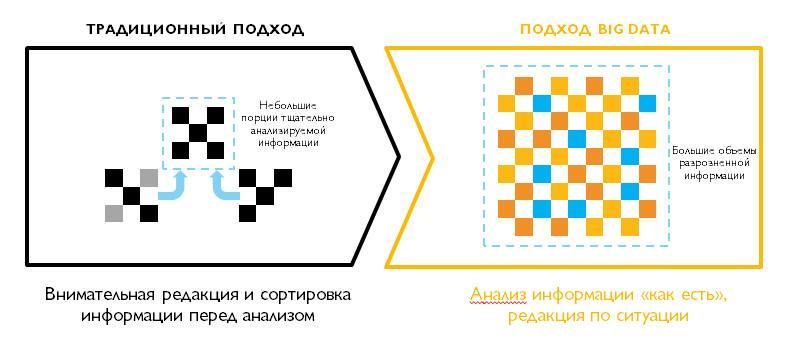 ТРАДИЦИОННЫЙ ПОДХОД
Небольшие
порции тщательно
анализируемой
информации
Внимательная редакция и сортировка
информации перед анализом
ПОДХОД BIG DATA
Большие объемы
разрозненной
информации
Анализ информации «как есть»,
редакция по ситуации